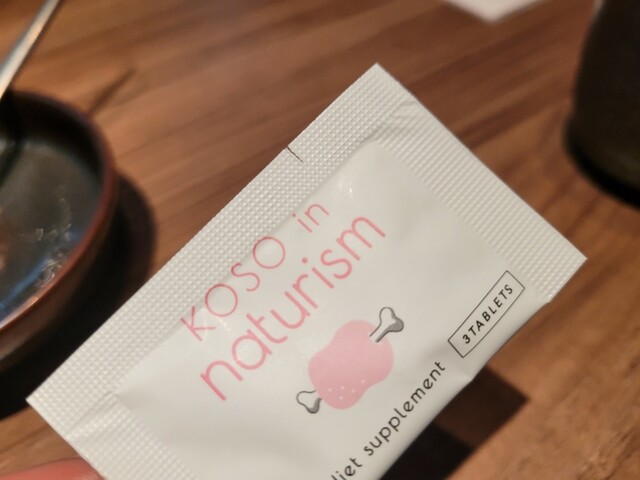 KOSO in
naturism
3TABLETS
diet supplement